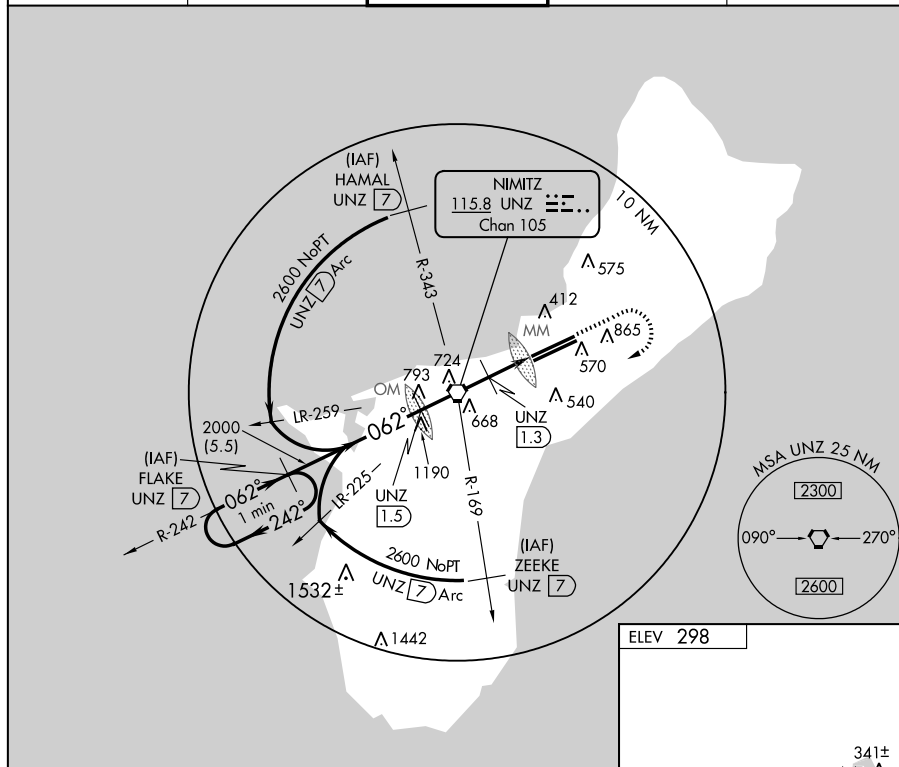 (IAF)
HAMAL
UNZ 7
NIMITZ
115.8 UNZ
Chan 105
10 NM
2600 NoPT
UNZ 7 Arc
R-343
575
412
MM
865
570
724
793
OM
540
668
LR-259
062°
UNZ
1.3
2000
(5.5)
(IAF)
FLAKE
UNZ 7
062°
1 min
242°
R-242
LR-225
1190
UNZ
1.5
R-169
MSA UNZ 25 NM
2300
090°
270°
2600
2600 NoPT
UNZ 7 Arc
(IAF)
ZEEKE
UNZ 7
1532±
1442
ELEV 298
341±